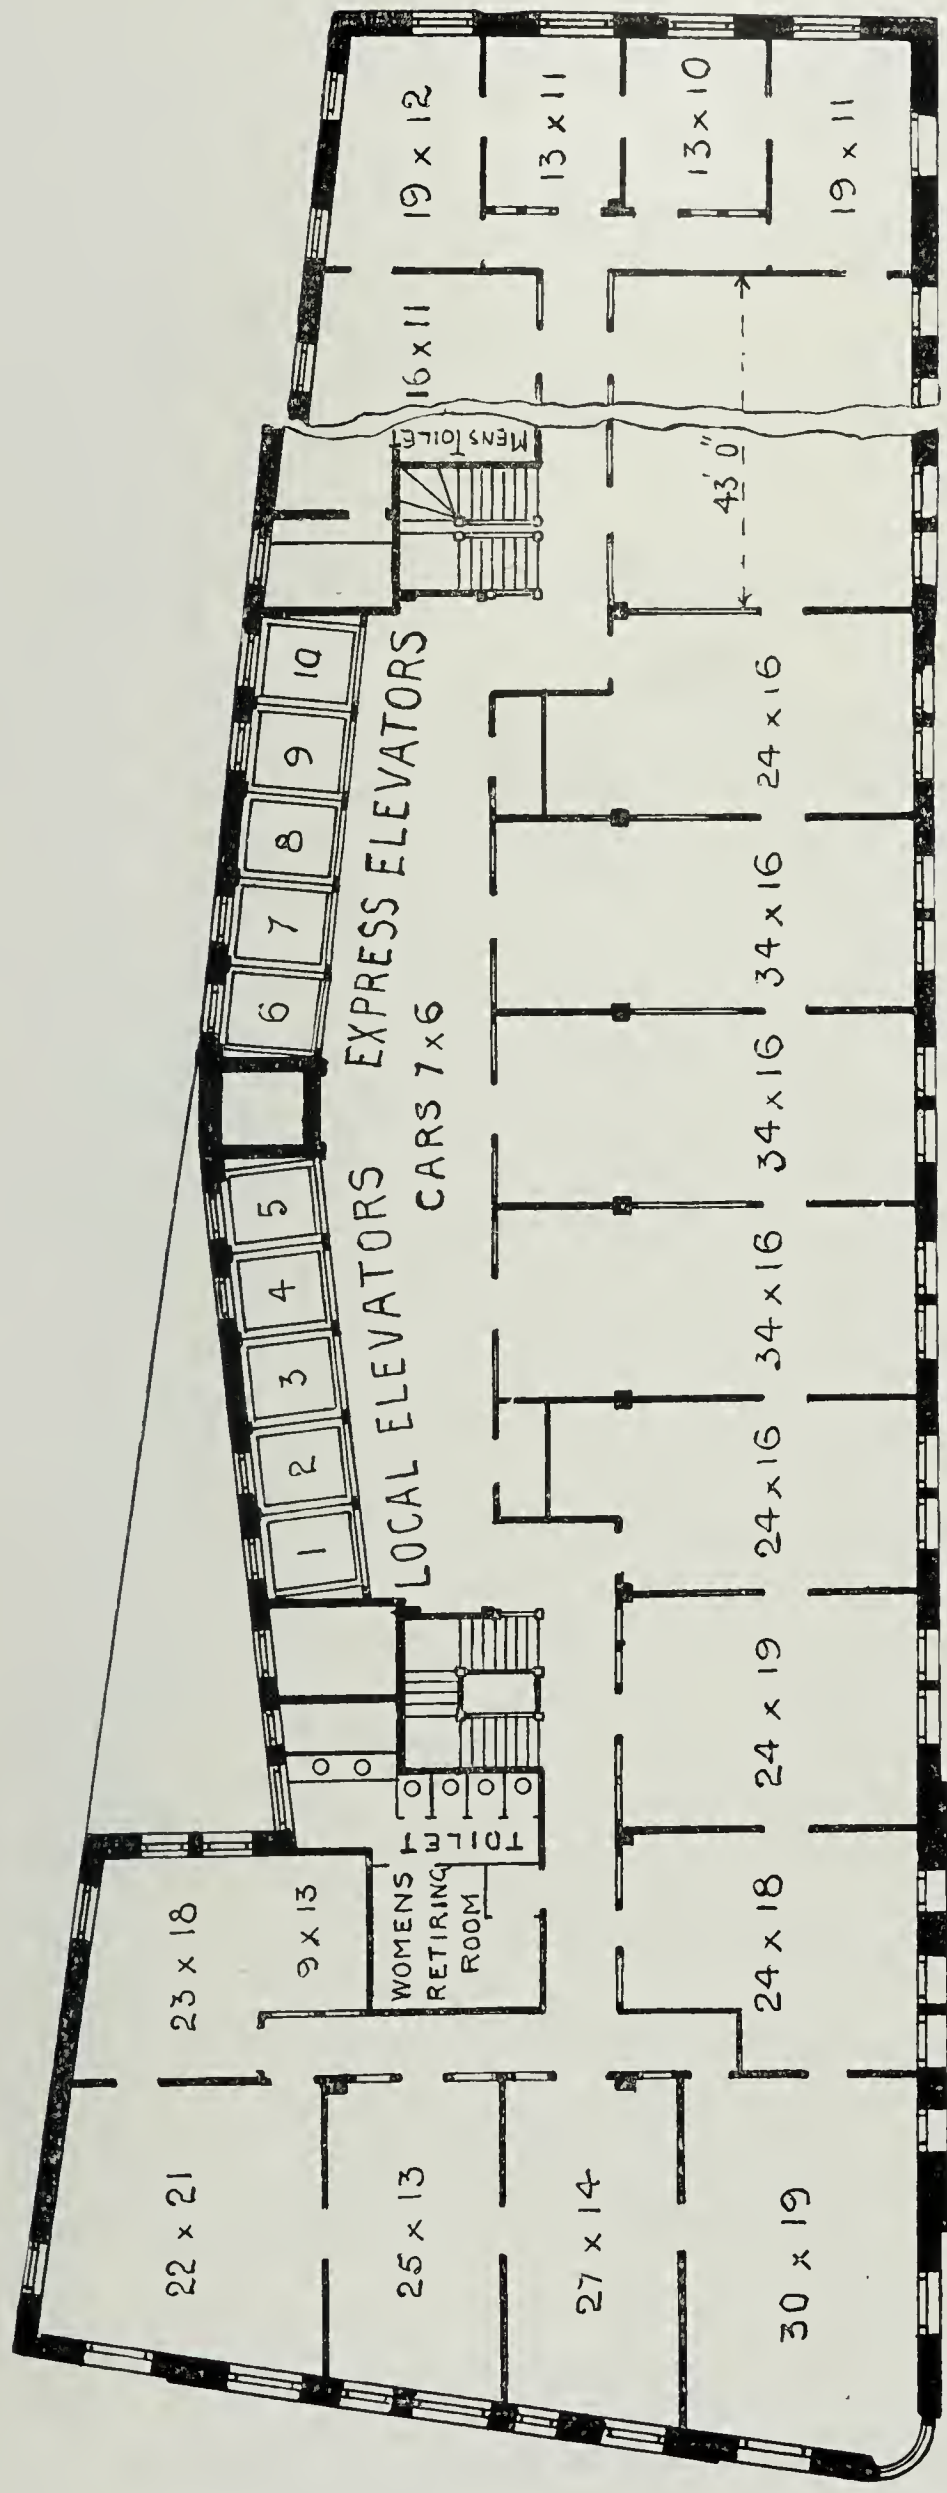 22 x 21
23 x 18
9 x 13
25 x 13
27 x 14
30 x 19
WOMENS
RETIRING
ROOM
TOILET
24 x 18
24 x 19
24 x 16
34 x 16
34 x 16
34 x 16
24 x 16
1
2
3
4
5
6
7
8
9
10
LOCAL ELEVATORS
EXPRESS ELEVATORS
CARS 7 x 6
MENS TOILET
43' 0"
16 x 11
19 x 12
13 x 11
13 x 10
19 x 11